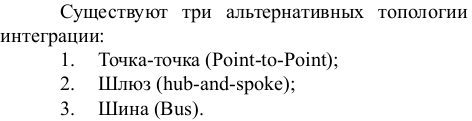 Существуют три альтернативных топологии
интеграции:
1. Точка-точка (Point-to-Point);
2. Шлюз (hub-and-spoke);
3. Шина (Bus).